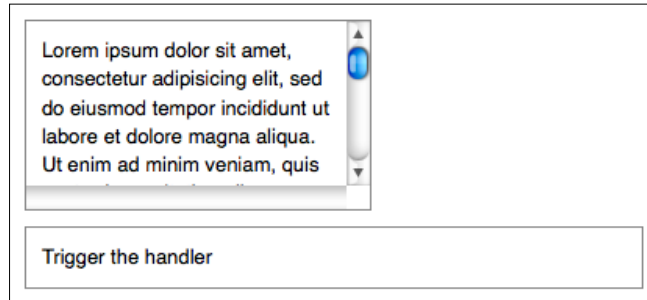 Lorem ipsum dolor sit amet,
consectetur adipisicing elit, sed
do eiusmod tempor incididunt ut
labore et dolore magna aliqua.
Ut enim ad minim veniam, quis
Trigger the handler